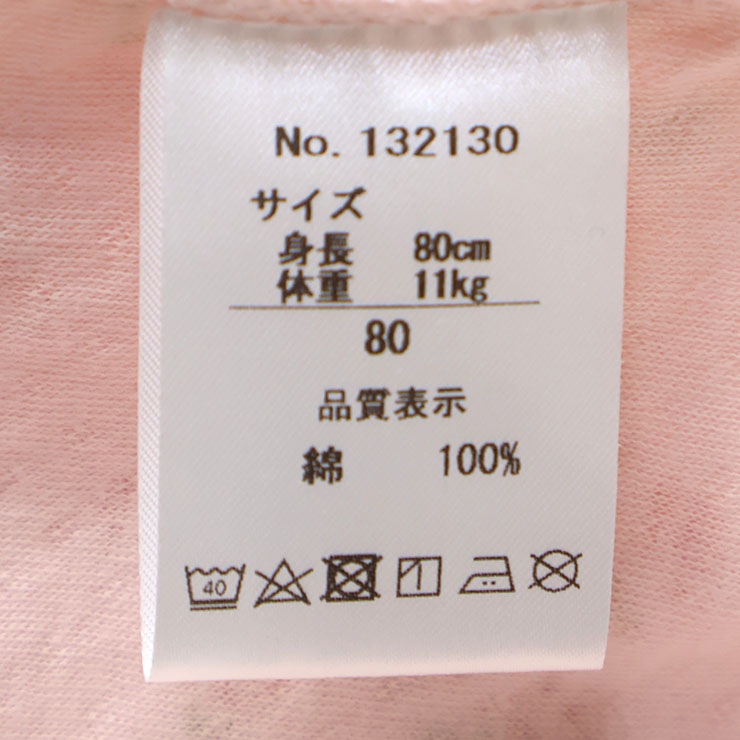 No. 132130
サイズ
身長 80cm
体重 11kg
80
品質表示
綿 100%
40